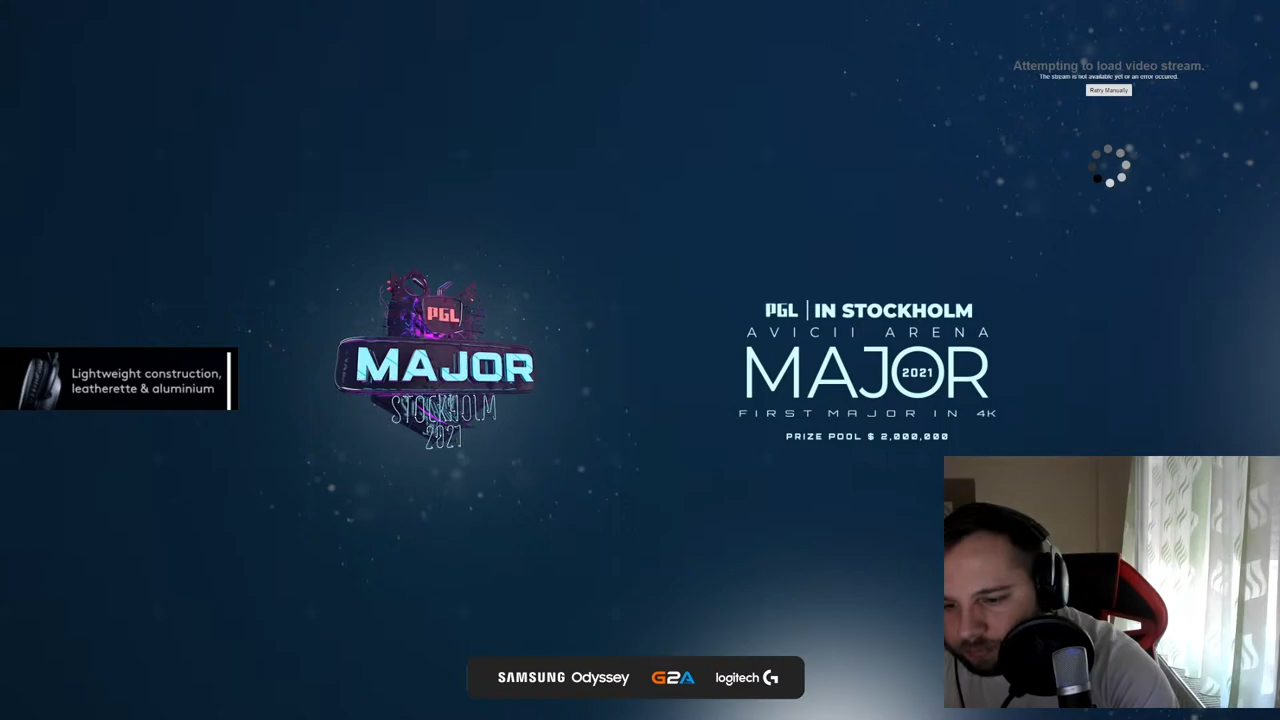 Attempting to load video stream.
The stream is not available yet or an error occured.
Retry Manually
PGL
MAJOR
STOCKHOLM
2021
PGL IN STOCKHOLM
AVICII ARENA
MAJOR
2021
FIRST MAJOR IN 4K
PRIZE POOL $ 2,000,000
Lightweight construction,
leatherette & aluminium
SAMSUNG Odyssey G2A logitech G